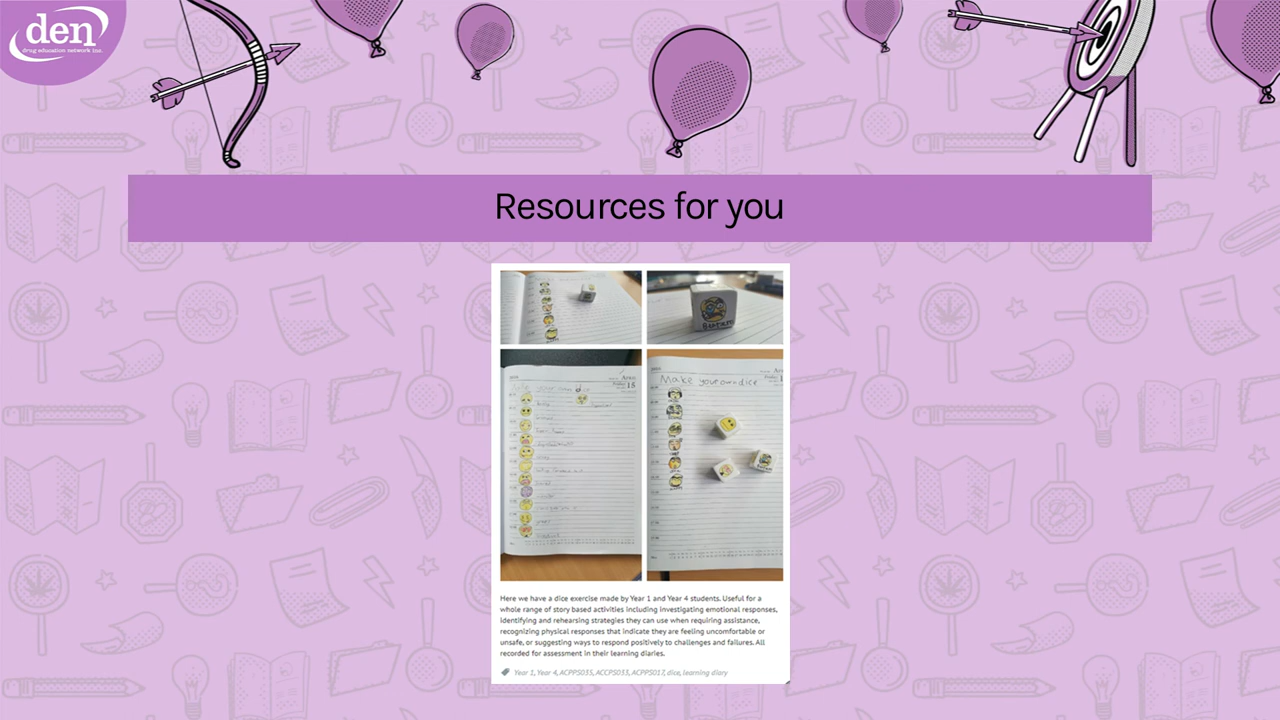 den
drug education network inc.
Resources for you
Make your own dice
Here we have a dice exercise made by Year 1 and Year 4 students. Useful for a
whole range of story based activities including investigating emotional responses,
identifying and rehearsing strategies they can use when requiring assistance,
recognizing physical responses that indicate they are feeling uncomfortable or
unsafe, or suggesting ways to respond positively to challenges and failures. All
recorded for assessment in their learning diaries.
Year 1, Year 4, ACPPS035, ACCPS033, ACPPS017, dice, learning diary